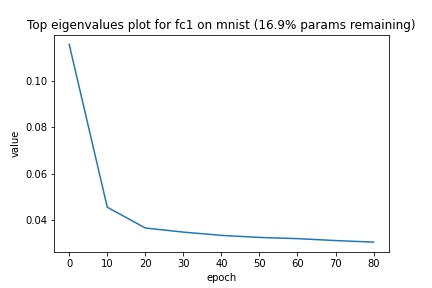 Top eigenvalues plot for fc1 on mnist (16.9% params remaining)
0.10
0.08
0.06
0.04
value
0 10 20 30 40 50 60 70 80
epoch